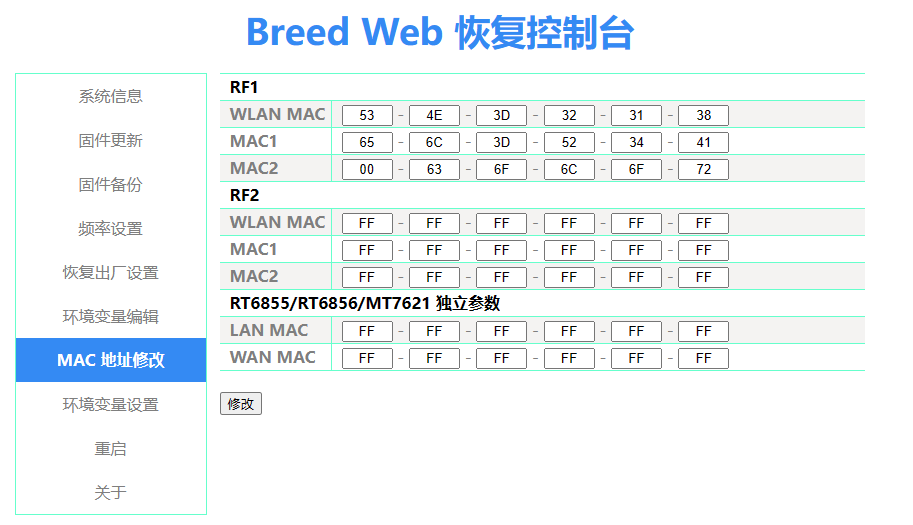 Breed Web 恢复控制台
系统信息
固件更新
固件备份
频率设置
恢复出厂设置
环境变量编辑
MAC 地址修改
环境变量设置
重启
关于
RF1
WLAN MAC 53 - 4E - 3D - 32 - 31 - 38
MAC1 65 - 6C - 3D - 52 - 34 - 41
MAC2 00 - 63 - 6F - 6C - 6F - 72
RF2
WLAN MAC FF - FF - FF - FF - FF - FF
MAC1 FF - FF - FF - FF - FF - FF
MAC2 FF - FF - FF - FF - FF - FF
RT6855/RT6856/MT7621 独立参数
LAN MAC FF - FF - FF - FF - FF - FF
WAN MAC FF - FF - FF - FF - FF - FF
修改